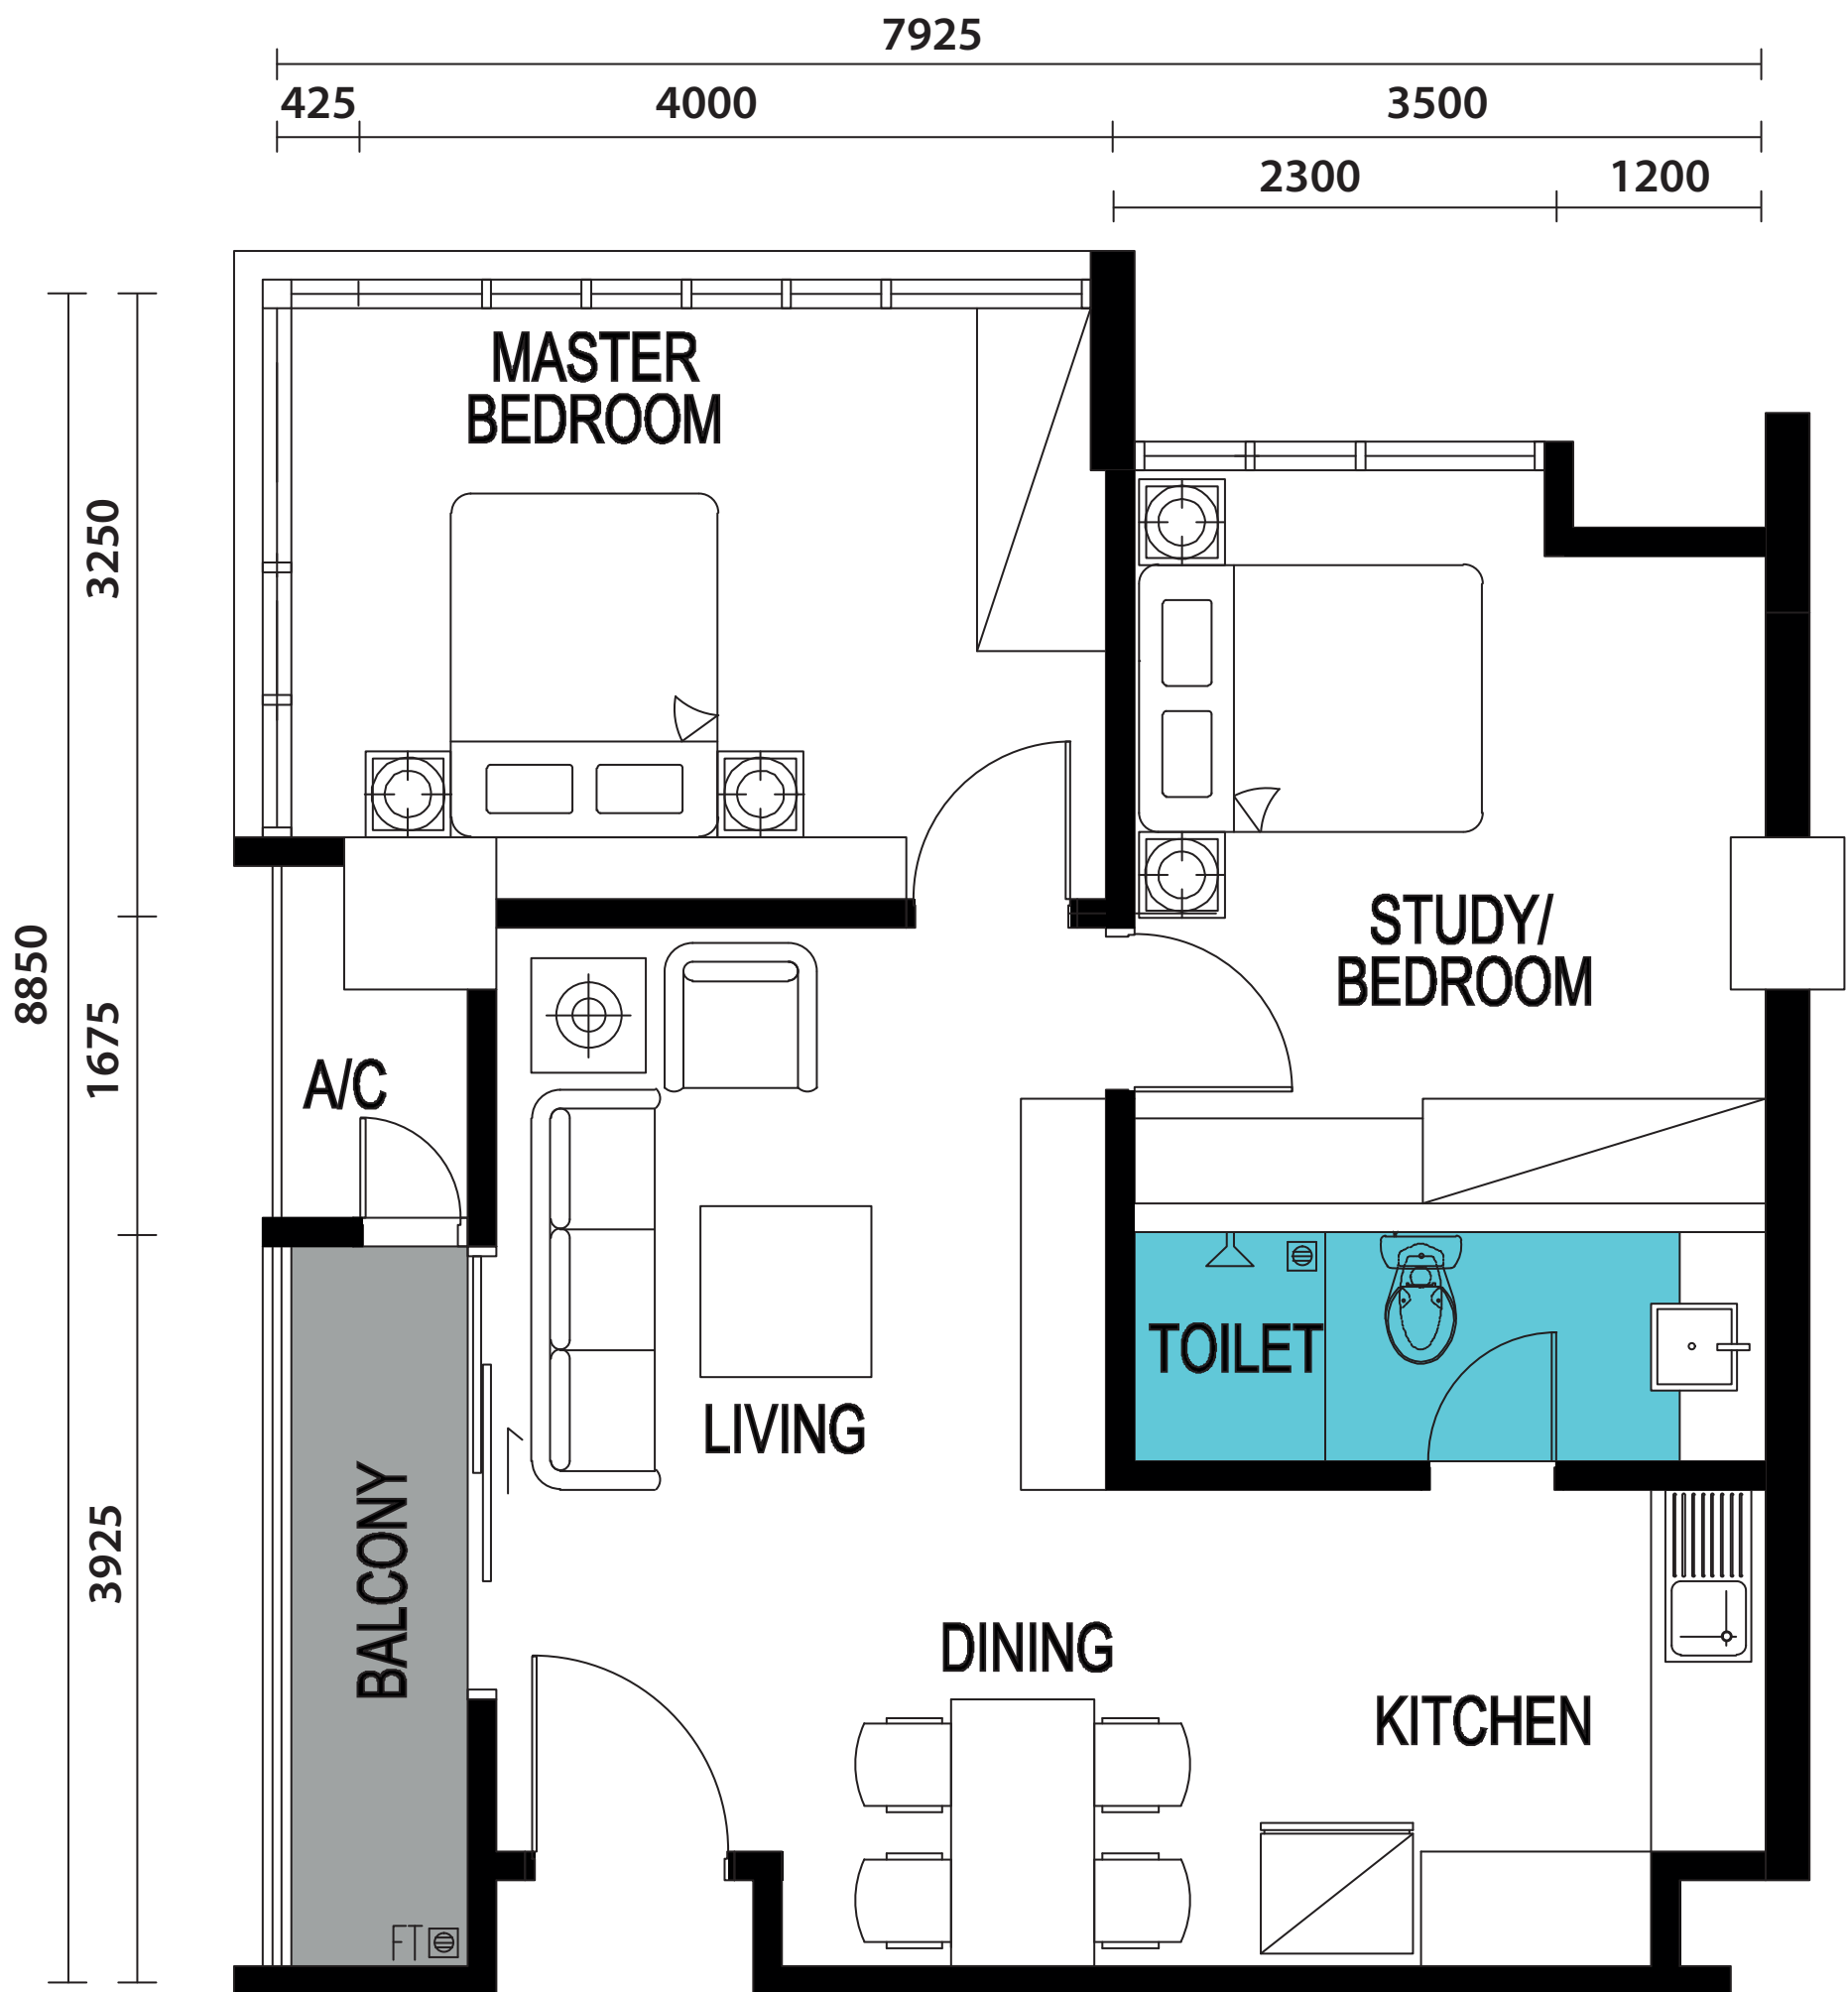 7925
425
4000
3500
2300
1200
MASTER
BEDROOM
3250
8850
STUDY/
BEDROOM
1675
A/C
TOILET
LIVING
BALCONY
3925
DINING
KITCHEN
FT